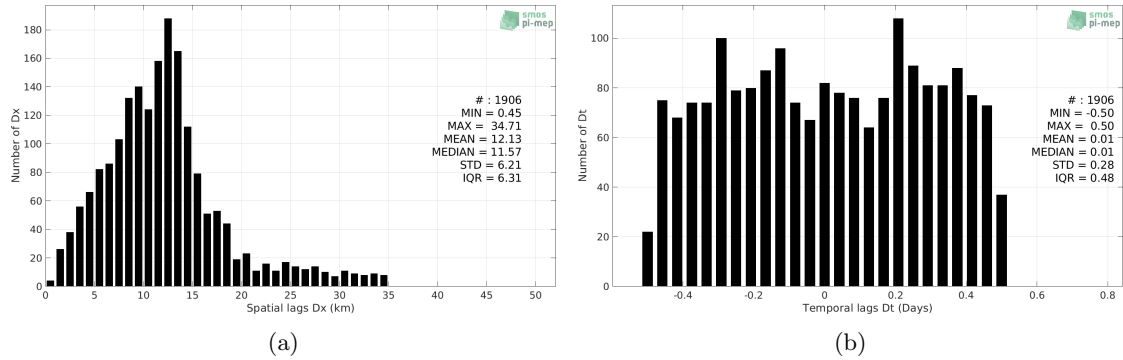 smos
pi-mep
180
160
140
120
100
80
60
40
20
0
Number of Dx
# : 1906
MIN = 0.45
MAX = 34.71
MEAN = 12.13
MEDIAN = 11.57
STD = 6.21
IQR = 6.31
0 5 10 15 20 25 30 35 40 45 50
Spatial lags Dx (km)
(a)
smos
pi-mep
100
80
60
40
20
0
Number of Dt
# : 1906
MIN = -0.50
MAX = 0.50
MEAN = 0.01
MEDIAN = 0.01
STD = 0.28
IQR = 0.48
-0.4 -0.2 0 0.2 0.4 0.6 0.8
Temporal lags Dt (Days)
(b)